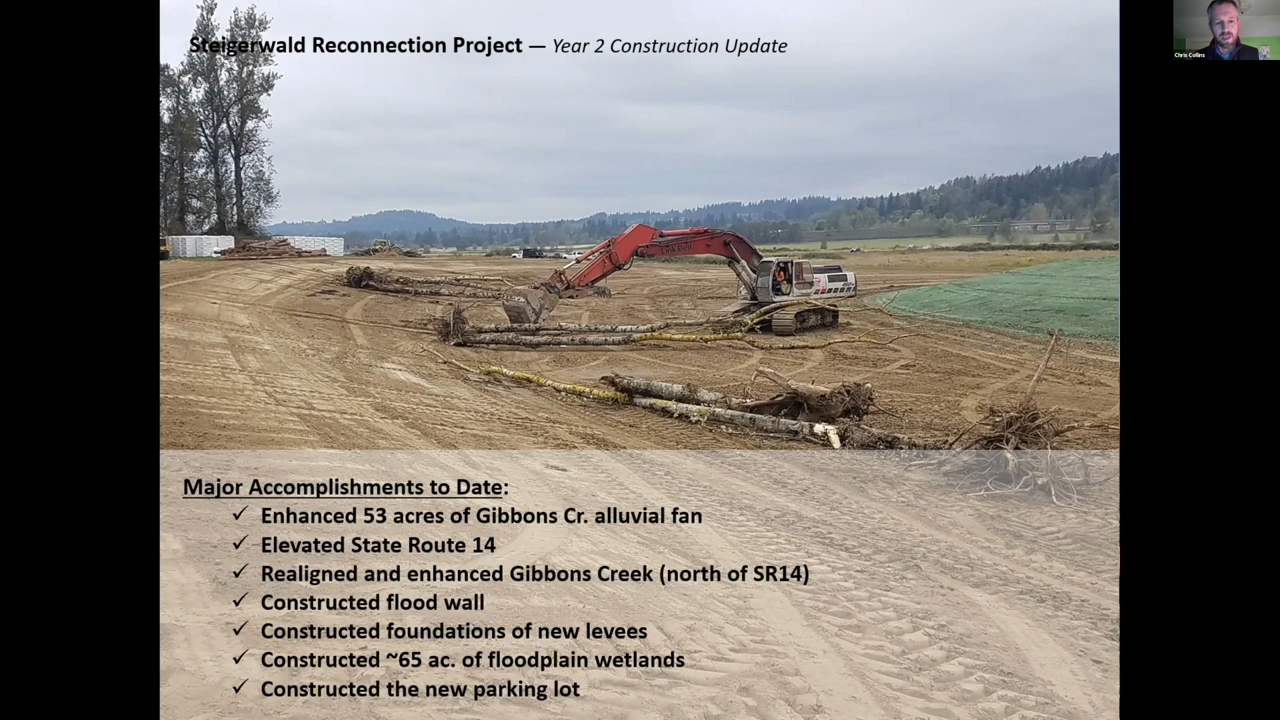 Steigerwald Reconnection Project — Year 2 Construction Update
Chris Collins
Link-Belt
Major Accomplishments to Date:
✓ Enhanced 53 acres of Gibbons Cr. alluvial fan
✓ Elevated State Route 14
✓ Realigned and enhanced Gibbons Creek (north of SR14)
✓ Constructed flood wall
✓ Constructed foundations of new levees
✓ Constructed ~65 ac. of floodplain wetlands
✓ Constructed the new parking lot